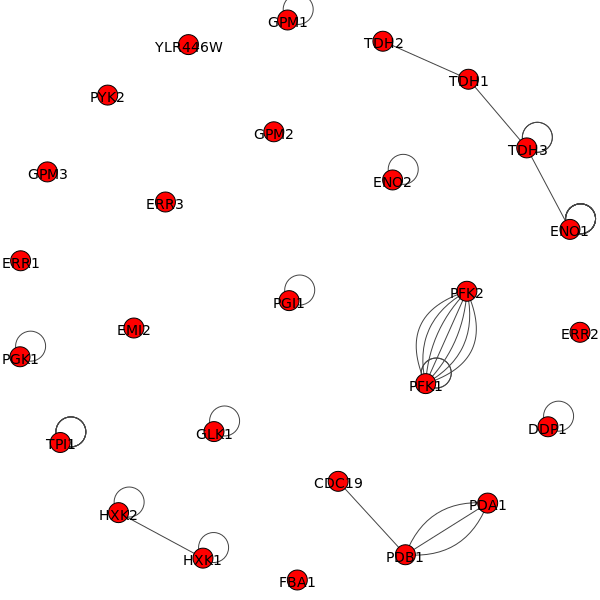 GPM1
TDH2
YLR446W
TDH1
PYK2
GPM2
TDH3
GPM3
ENO2
ERR3
ENO1
ERR1
PFK2
PGI1
EMI2
ERR2
PGK1
PFK1
DDP1
GLK1
TPI1
CDC19
PDA1
HXK2
PDB1
HXK1
FBA1